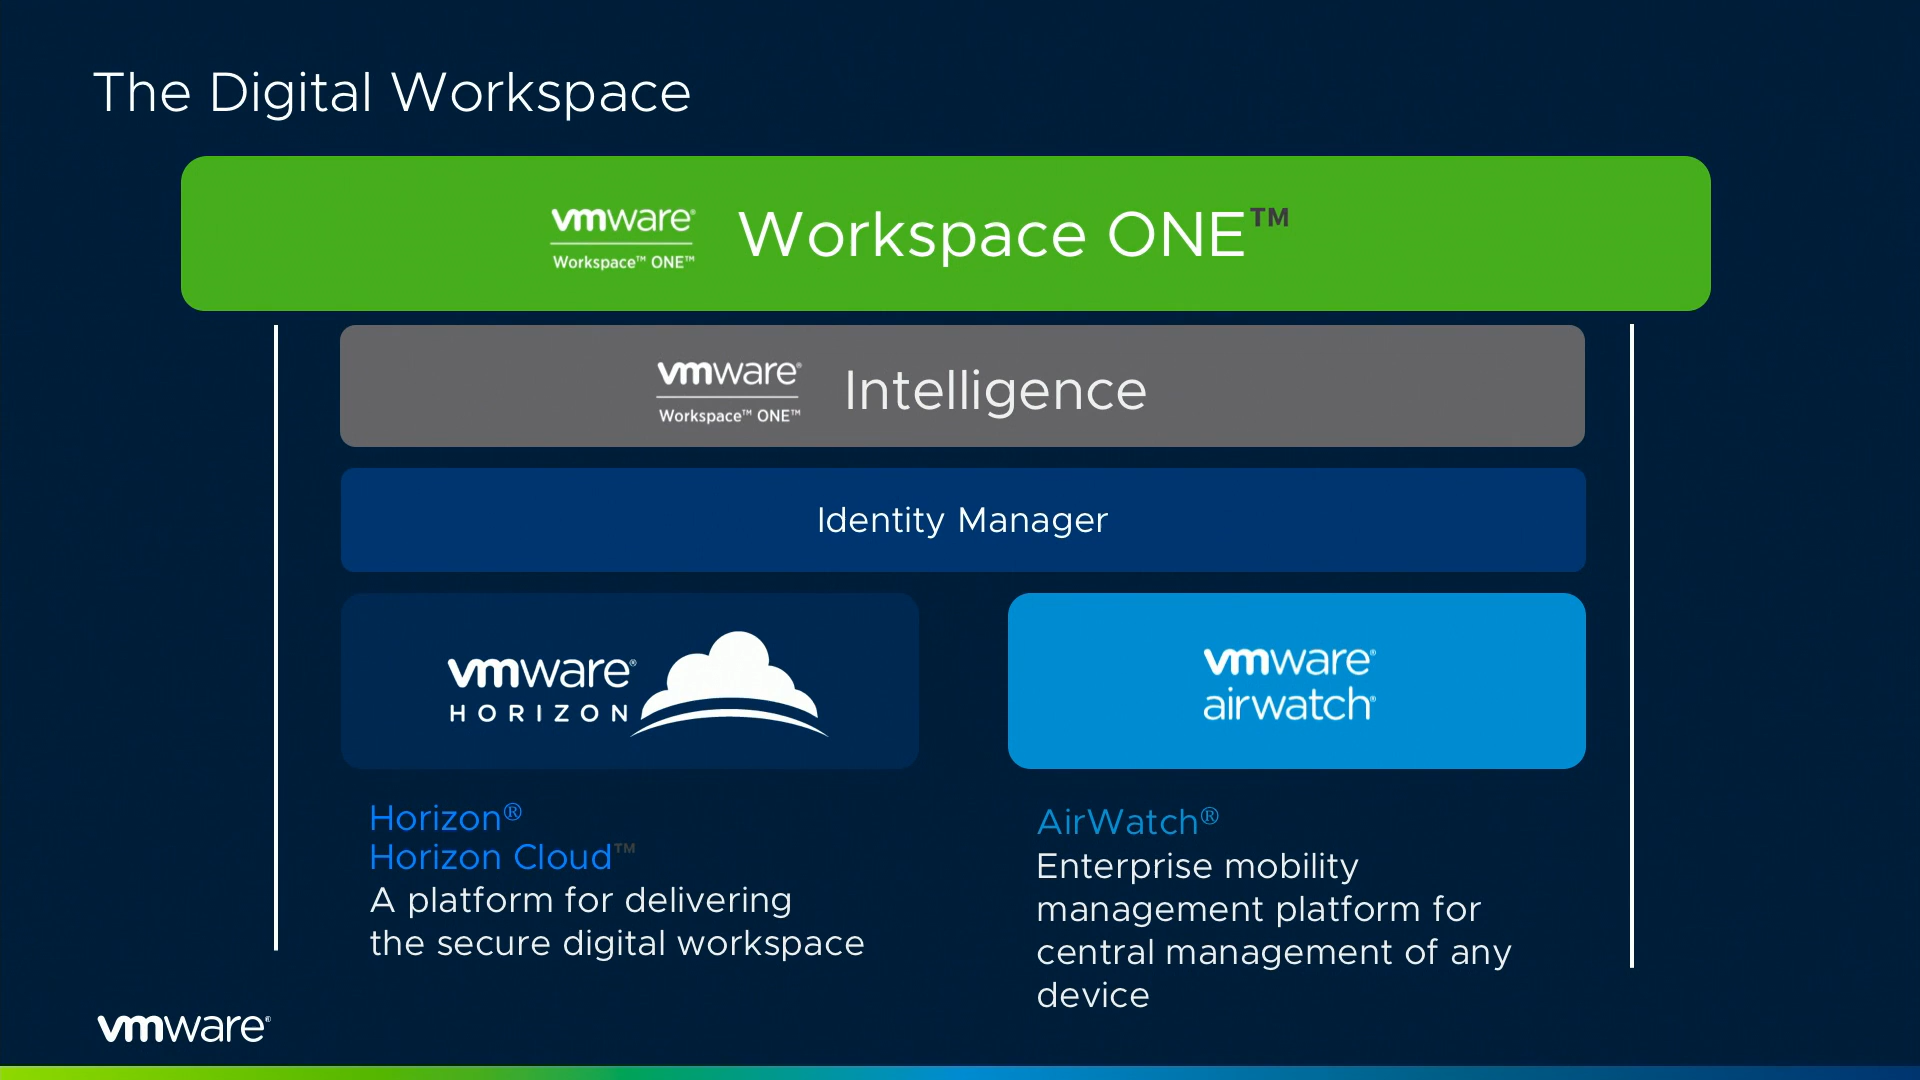 The Digital Workspace
vmware®
Workspace™ ONE™
Workspace ONE™
vmware®
Workspace™ ONE™
Intelligence
Identity Manager
vmware®
HORIZON
vmware®
airwatch®
Horizon®
Horizon Cloud™
A platform for delivering
the secure digital workspace
AirWatch®
Enterprise mobility
management platform for
central management of any
device
vmware®